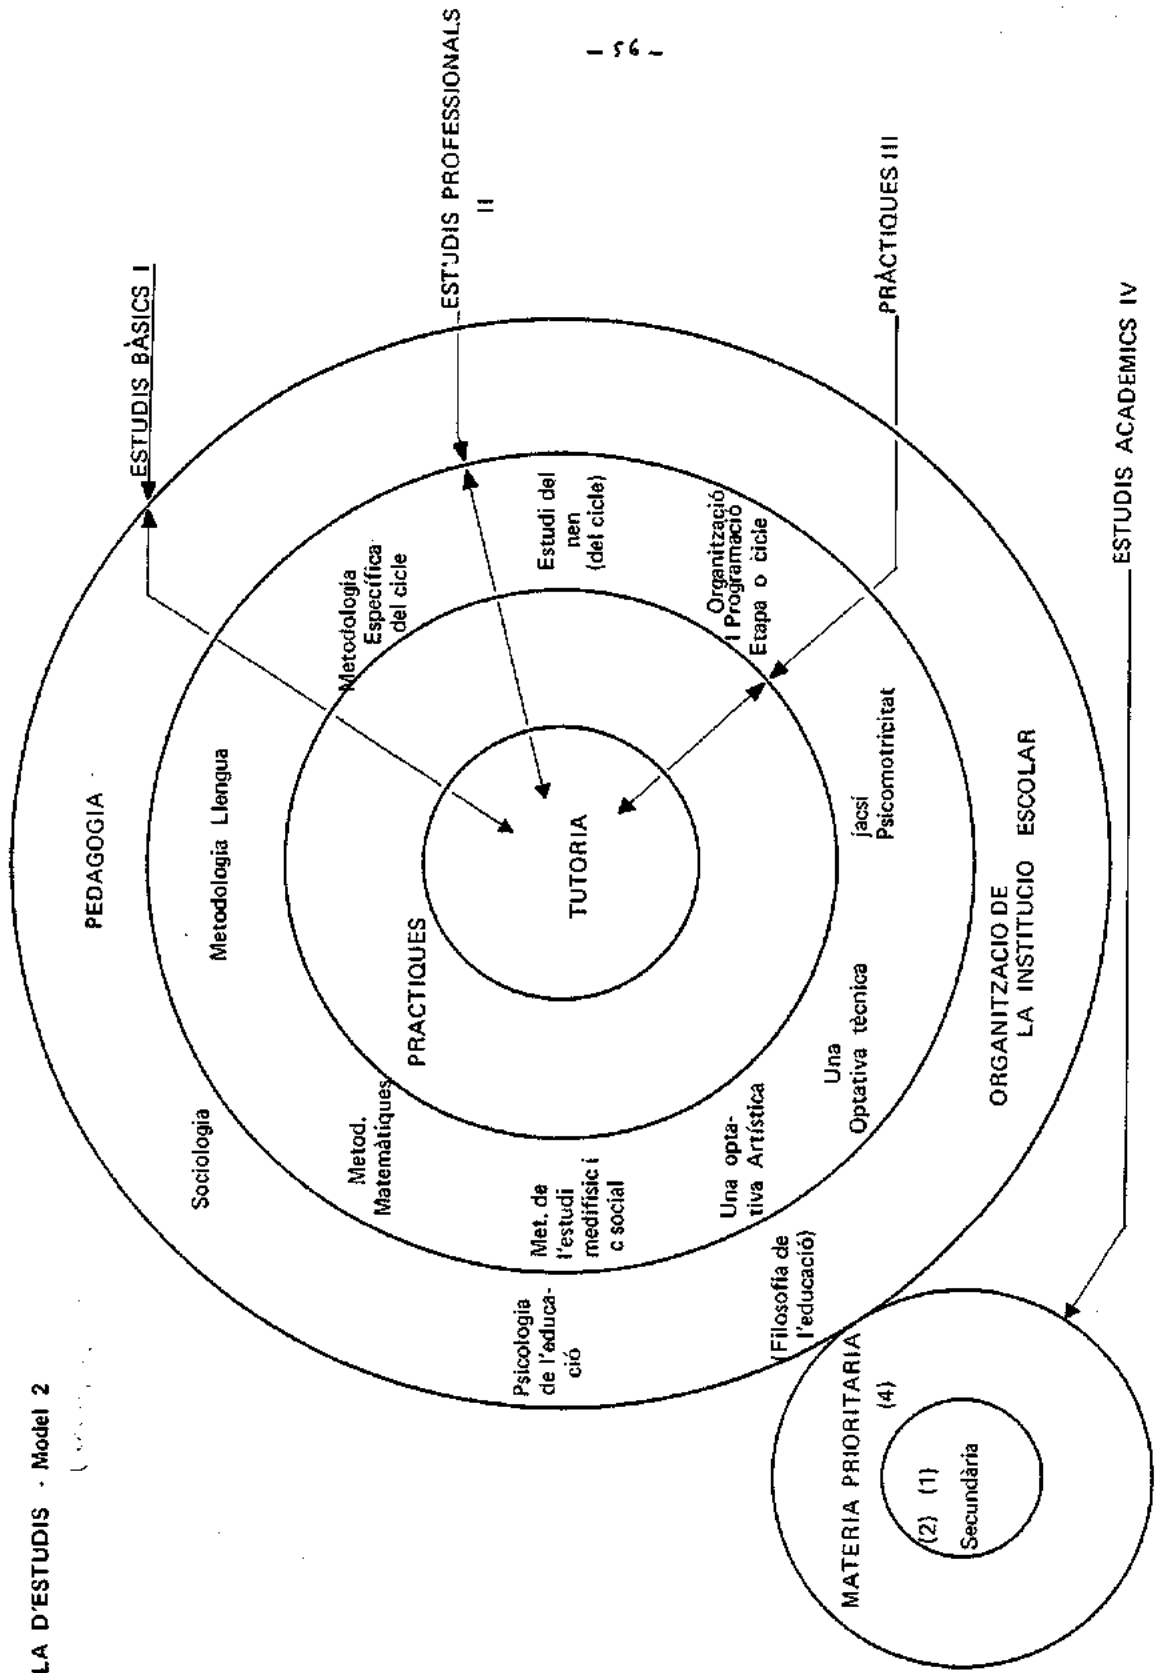 - 56 -
LA D'ESTUDIS - Model 2
ESTUDIS BÀSICS I
ESTUDIS PROFESSIONALS
II
PRÀCTIQUES III
ESTUDIS ACADEMICS IV
PEDAGOGIA
Sociologia
Psicologia
de l'educa-
ció
(Filosofia de
l'educació)
ORGANITZACIO DE
LA INSTITUCIO ESCOLAR
Metodologia Llengua
Metod.
Matemàtiques
Met. de
l'estudi
medifísic i
c social
Una opta-
tiva Artística
Una
Optativa tècnica
jacsi
Psicomotricitat
Organització
I Programació
Etapa o cicle
Estudi del
nen
(del cicle)
Metodologia
Específica
del cicle
PRACTIQUES
TUTORIA
MATERIA PRIORITARIA
(4)
(2) (1)
Secundària